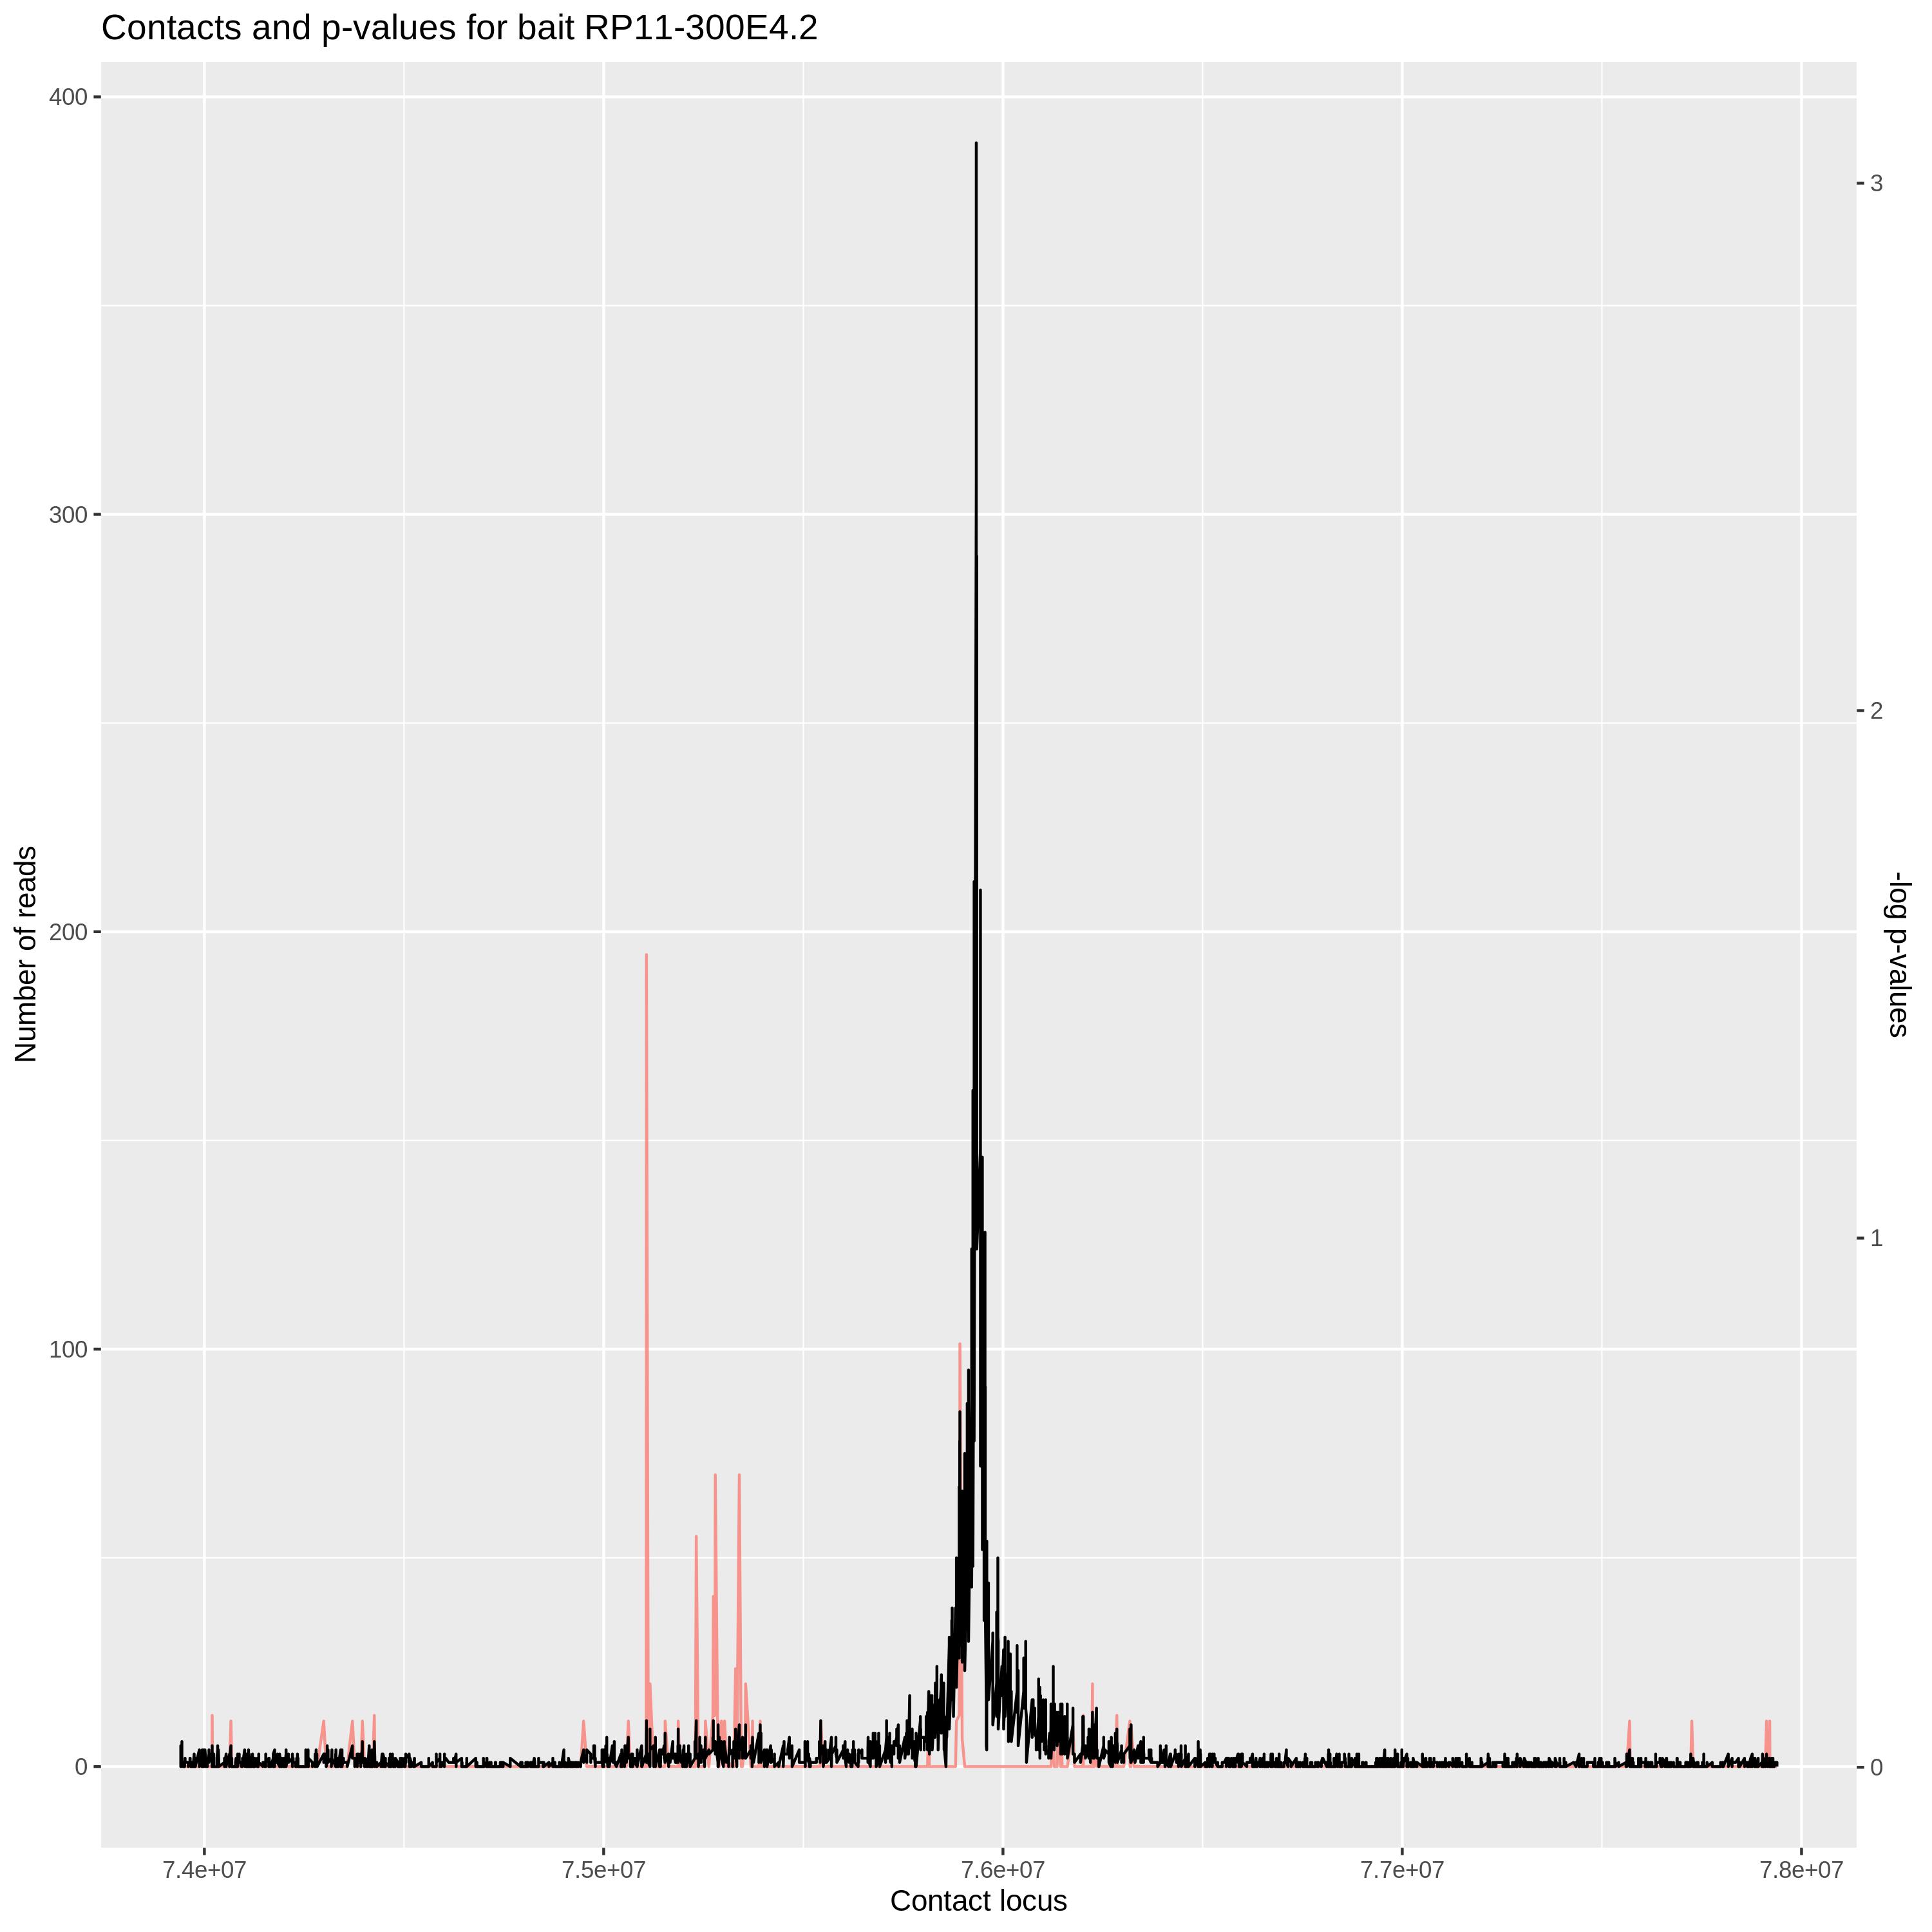 Contacts and p-values for bait RP11-300E4.2
400
300
200
100
0
Number of reads
3
2
1
0
-log p-values
7.4e+07
7.5e+07
7.6e+07
7.7e+07
7.8e+07
Contact locus